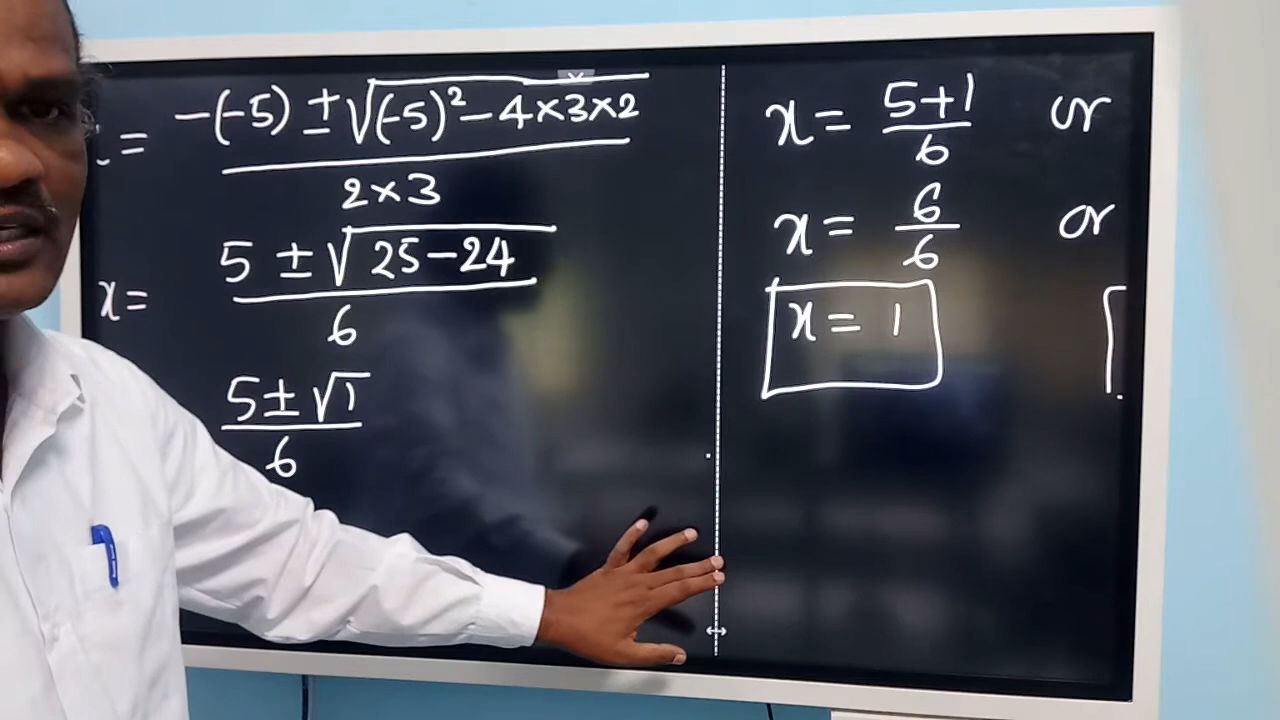 x = -(-5) ± √(-5)² - 4×3×2 / 2×3
x = 5 ± √25-24 / 6
5 ± √1 / 6
x = 5+1 / 6 or
x = 6 / 6 or
x = 1